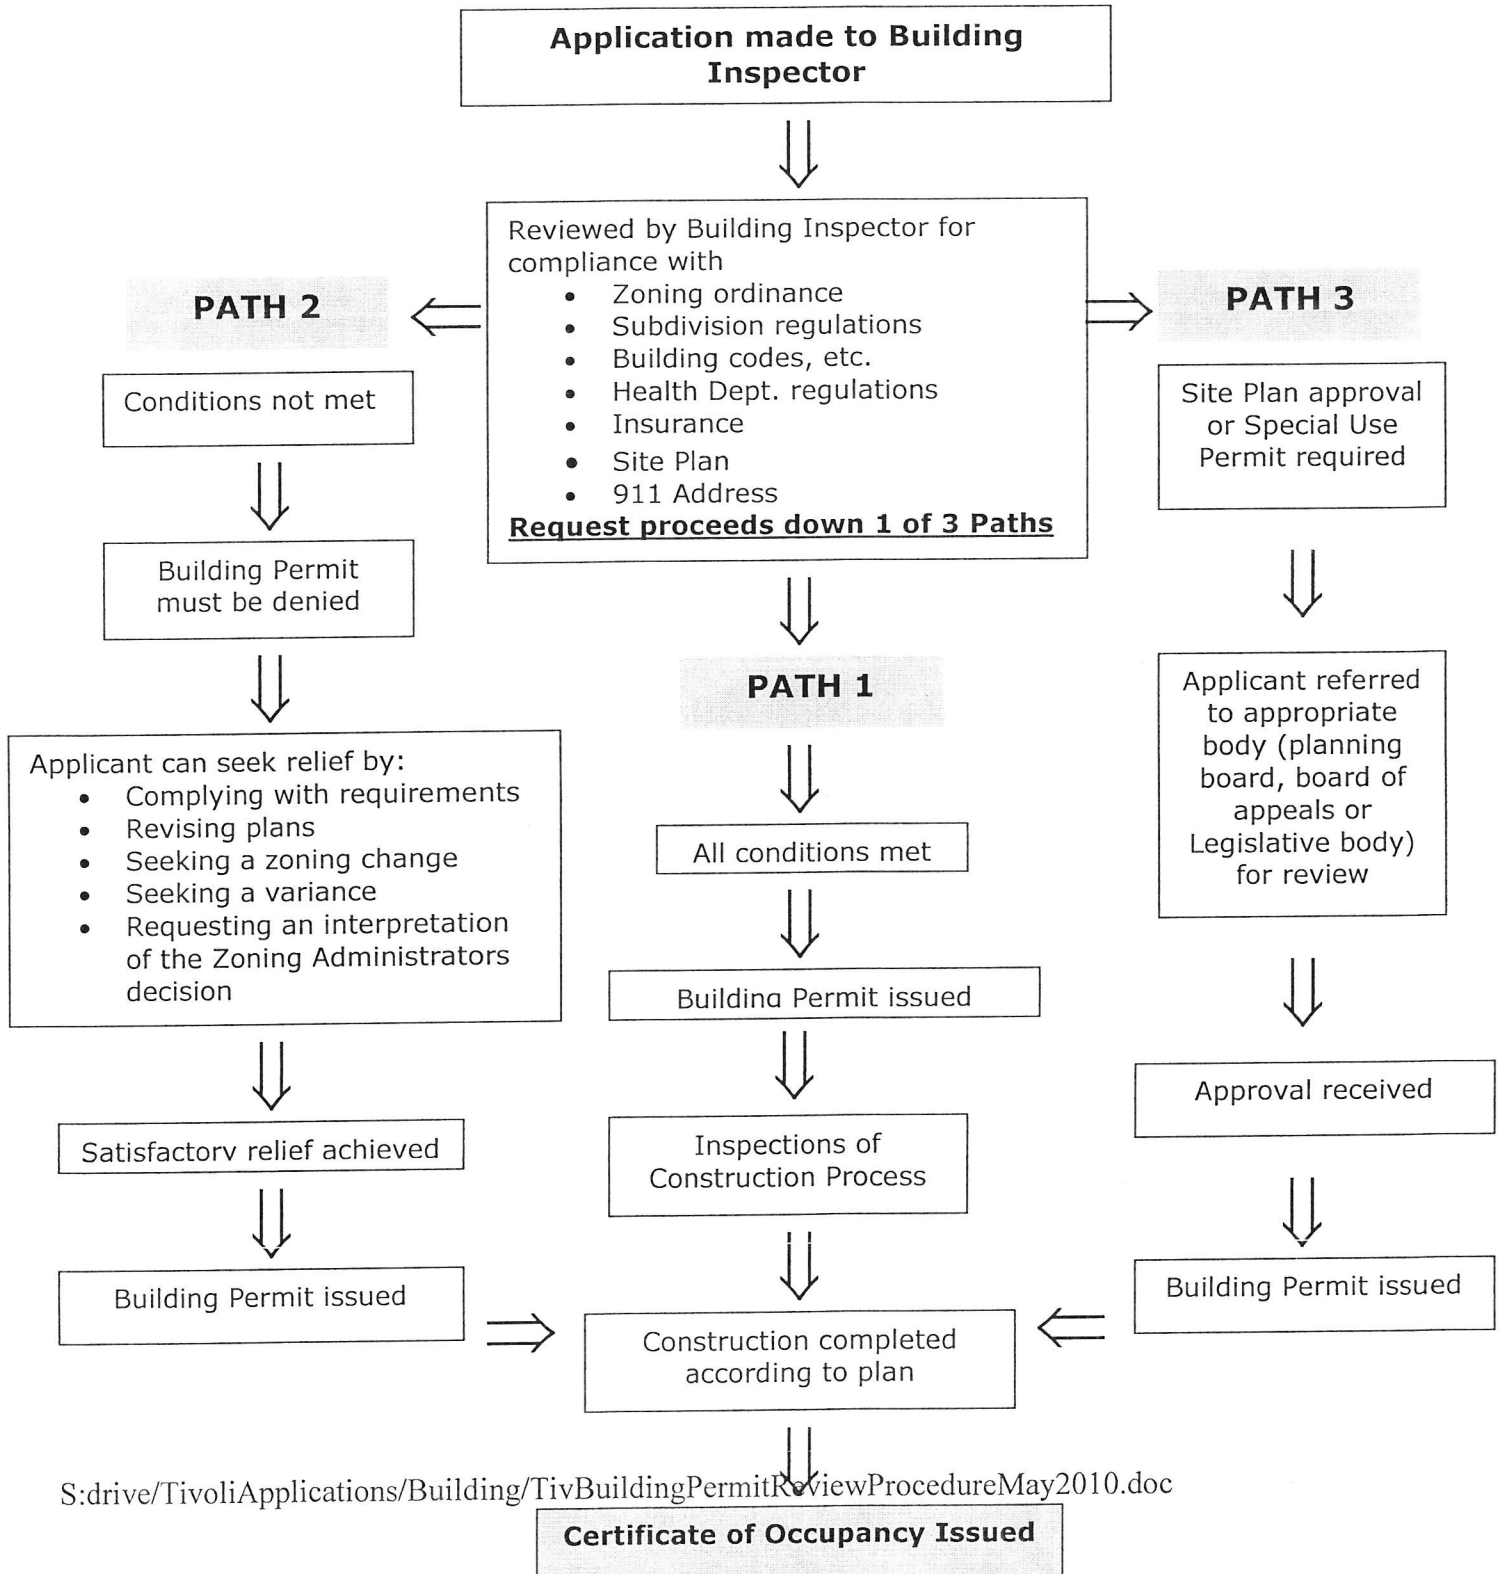 Application made to Building
Inspector
Reviewed by Building Inspector for
compliance with
• Zoning ordinance
• Subdivision regulations
• Building codes, etc.
• Health Dept. regulations
• Insurance
• Site Plan
• 911 Address
Request proceeds down 1 of 3 Paths
PATH 2
Conditions not met
Building Permit
must be denied
Applicant can seek relief by:
• Complying with requirements
• Revising plans
• Seeking a zoning change
• Seeking a variance
• Requesting an interpretation
of the Zoning Administrators
decision
Satisfactory relief achieved
Building Permit issued
PATH 1
All conditions met
Building Permit issued
Inspections of
Construction Process
Construction completed
according to plan
PATH 3
Site Plan approval
or Special Use
Permit required
Applicant referred
to appropriate
body (planning
board, board of
appeals or
Legislative body)
for review
Approval received
Building Permit issued
S:drive/TivoliApplications/Building/TivBuildingPermitReviewProcedureMay2010.doc
Certificate of Occupancy Issued